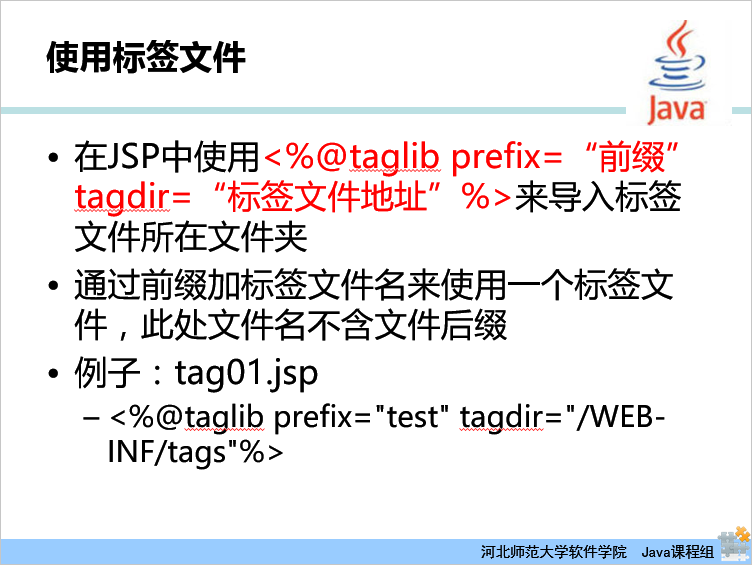 使用标签文件
Java
• 在JSP中使用<%@taglib prefix=“前缀”
tagdir=“标签文件地址”%>来导入标签
文件所在文件夹
• 通过前缀加标签文件名来使用一个标签文
件，此处文件名不含文件后缀
• 例子：tag01.jsp
– <%@taglib prefix="test" tagdir="/WEB-
INF/tags"%>
河北师范大学软件学院 Java课程组